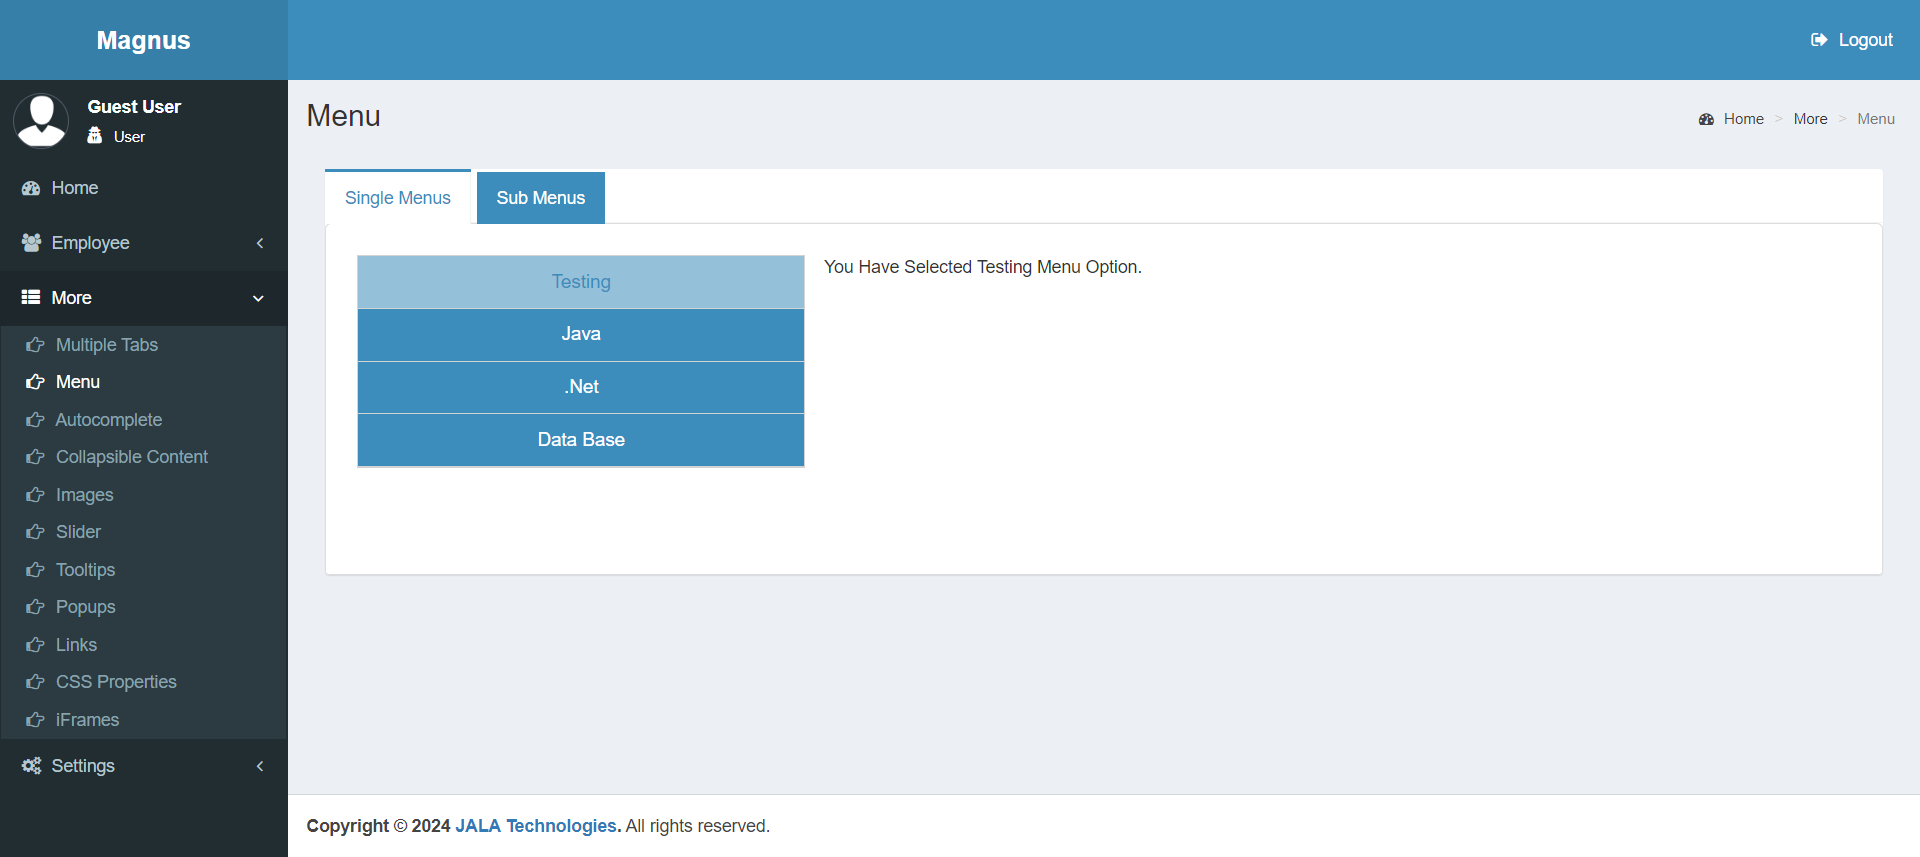 Magnus
Logout
Guest User
User
Home
Employee
More
Multiple Tabs
Menu
Autocomplete
Collapsible Content
Images
Slider
Tooltips
Popups
Links
CSS Properties
iFrames
Settings
Menu
Home > More > Menu
Single Menus Sub Menus
Testing
Java
.Net
Data Base
You Have Selected Testing Menu Option.
Copyright © 2024 JALA Technologies. All rights reserved.